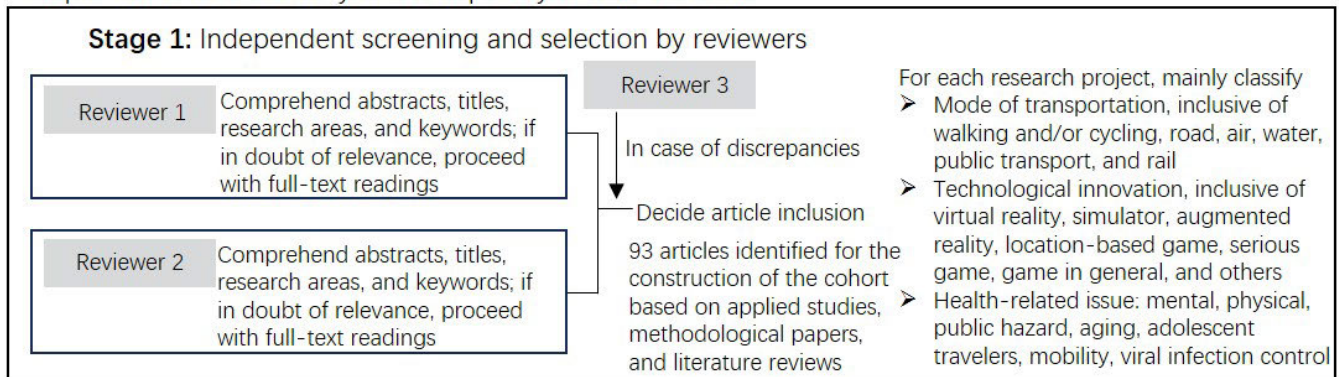 Stage 1: Independent screening and selection by reviewers
Reviewer 1
Comprehend abstracts, titles,
research areas, and keywords; if
in doubt of relevance, proceed
with full-text readings
Reviewer 2
Comprehend abstracts, titles,
research areas, and keywords; if
in doubt of relevance, proceed
with full-text readings
Reviewer 3
In case of discrepancies
Decide article inclusion
93 articles identified for the
construction of the cohort
based on applied studies,
methodological papers,
and literature reviews
For each research project, mainly classify
➢ Mode of transportation, inclusive of
walking and/or cycling, road, air, water,
public transport, and rail
➢ Technological innovation, inclusive of
virtual reality, simulator, augmented
reality, location-based game, serious
game, game in general, and others
➢ Health-related issue: mental, physical,
public hazard, aging, adolescent
travelers, mobility, viral infection control